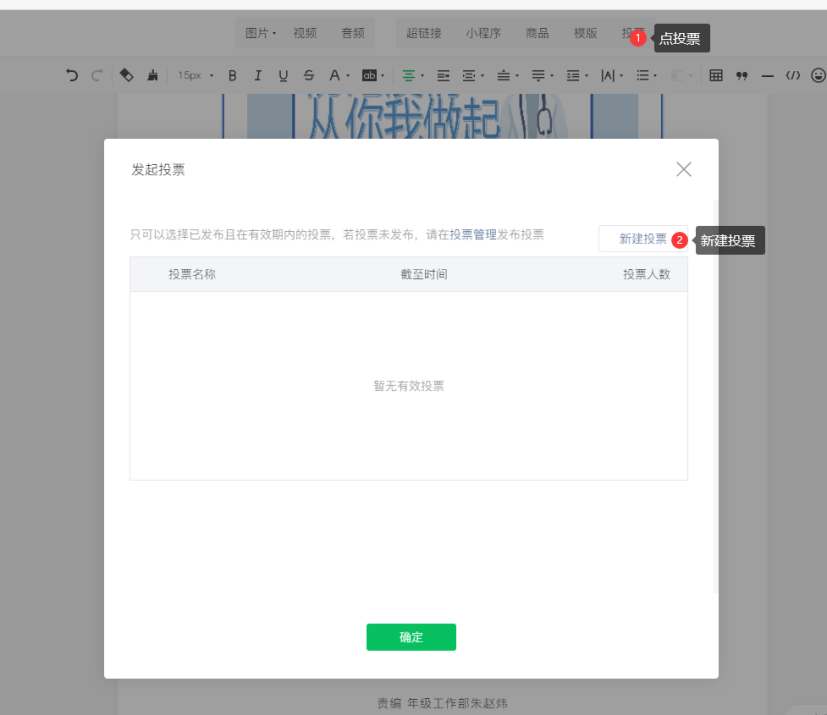 图片 视频 音频 超链接 小程序 商品 模版 投 1 点投票
15px B I U S A ab |A| </>
从你我做起
发起投票
只可以选择已发布且在有效期内的投票，若投票未发布，请在投票管理发布投票
新建投票 2 新建投票
投票名称 截至时间 投票人数
暂无有效投票
确定
责编 年级工作部朱赵炜